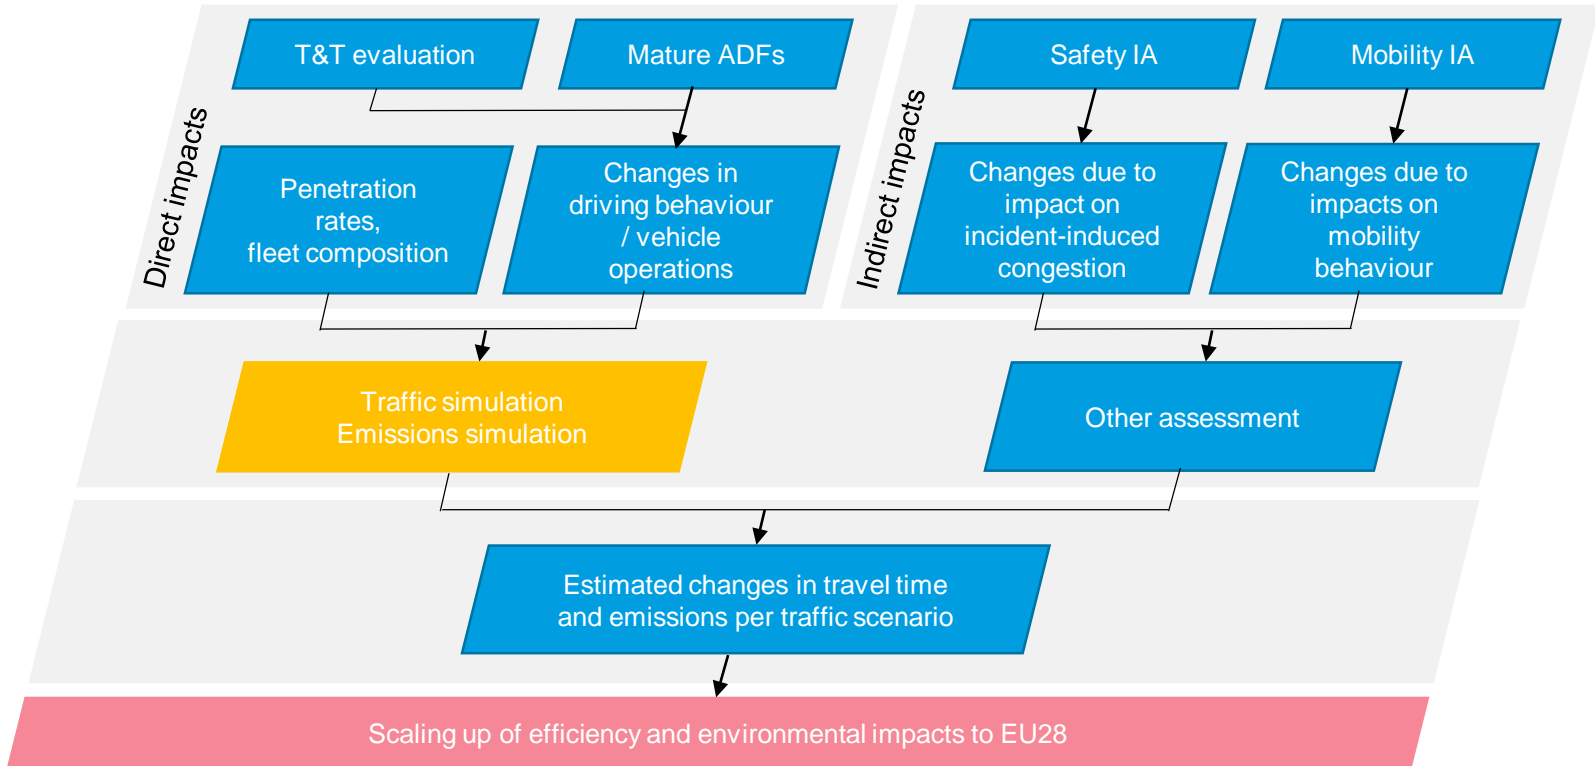 T&T evaluation
Mature ADFs
Safety IA
Mobility IA
Direct impacts
Penetration
rates,
fleet composition
Changes in
driving behaviour
/ vehicle
operations
Indirect impacts
Changes due to
impact on
incident-induced
congestion
Changes due to
impacts on
mobility
behaviour
Traffic simulation
Emissions simulation
Other assessment
Estimated changes in travel time
and emissions per traffic scenario
Scaling up of efficiency and environmental impacts to EU28